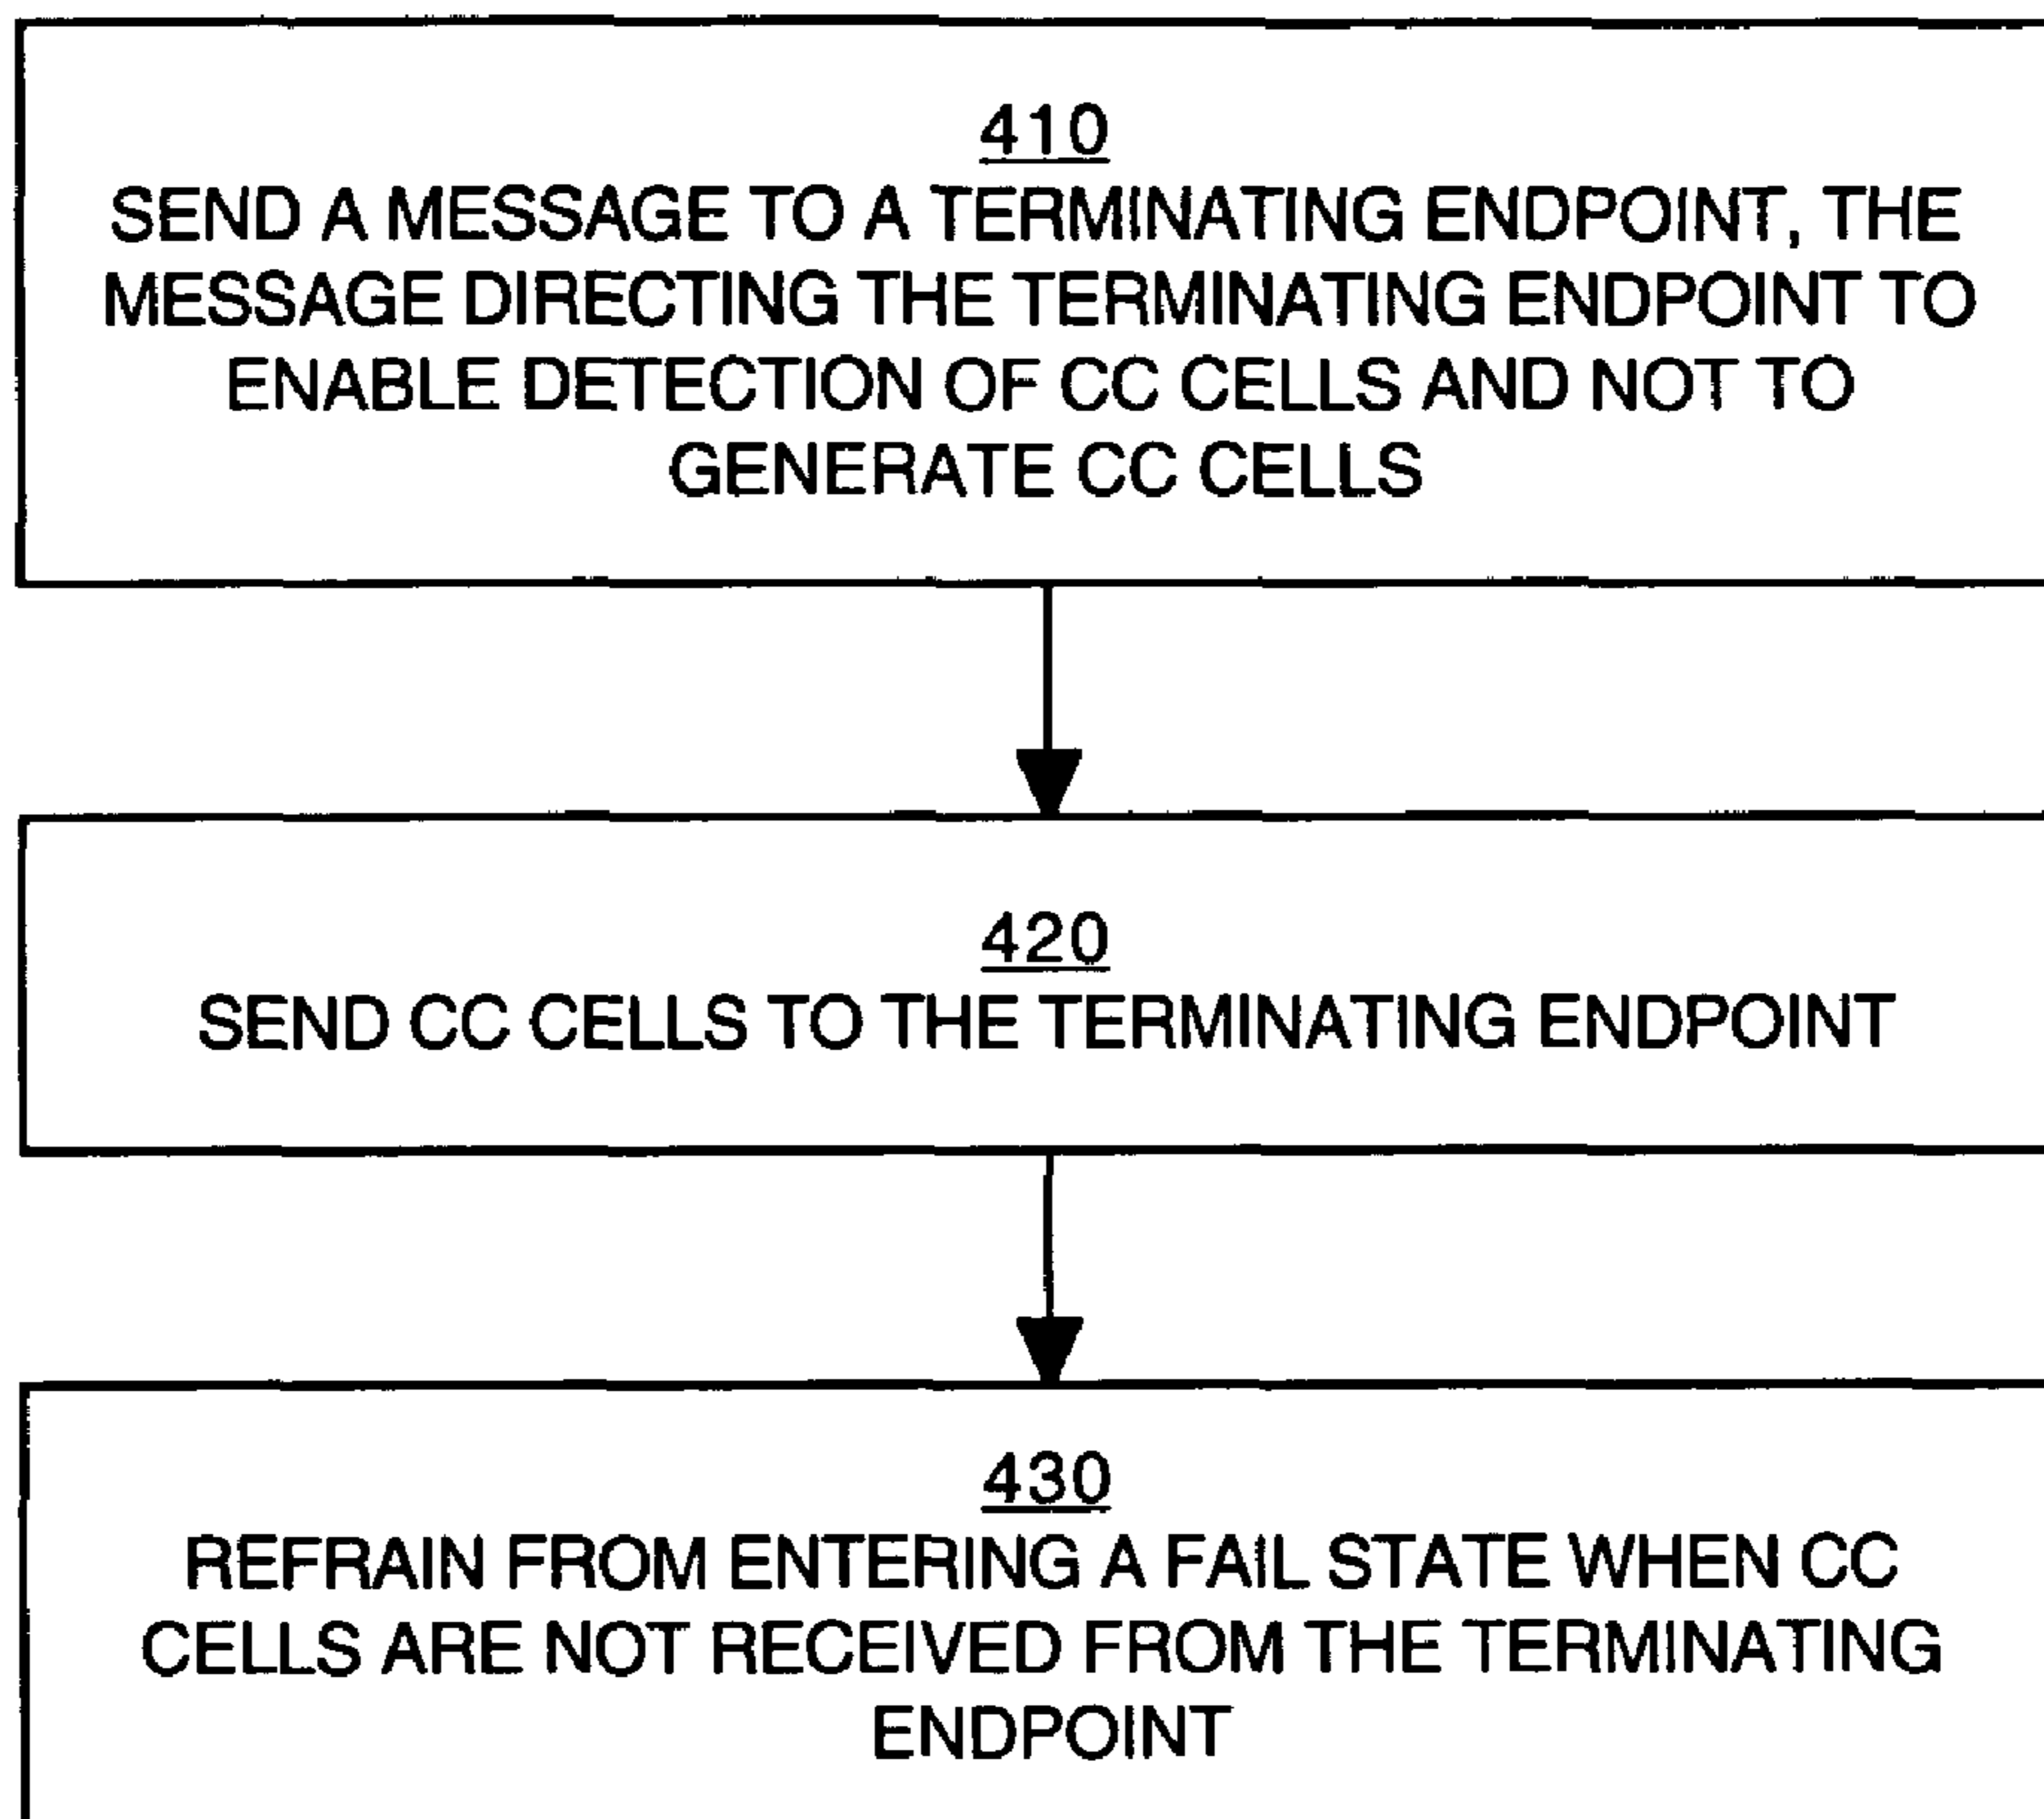 410
SEND A MESSAGE TO A TERMINATING ENDPOINT, THE
MESSAGE DIRECTING THE TERMINATING ENDPOINT TO
ENABLE DETECTION OF CC CELLS AND NOT TO
GENERATE CC CELLS
420
SEND CC CELLS TO THE TERMINATING ENDPOINT
430
REFRAIN FROM ENTERING A FAIL STATE WHEN CC
CELLS ARE NOT RECEIVED FROM THE TERMINATING
ENDPOINT